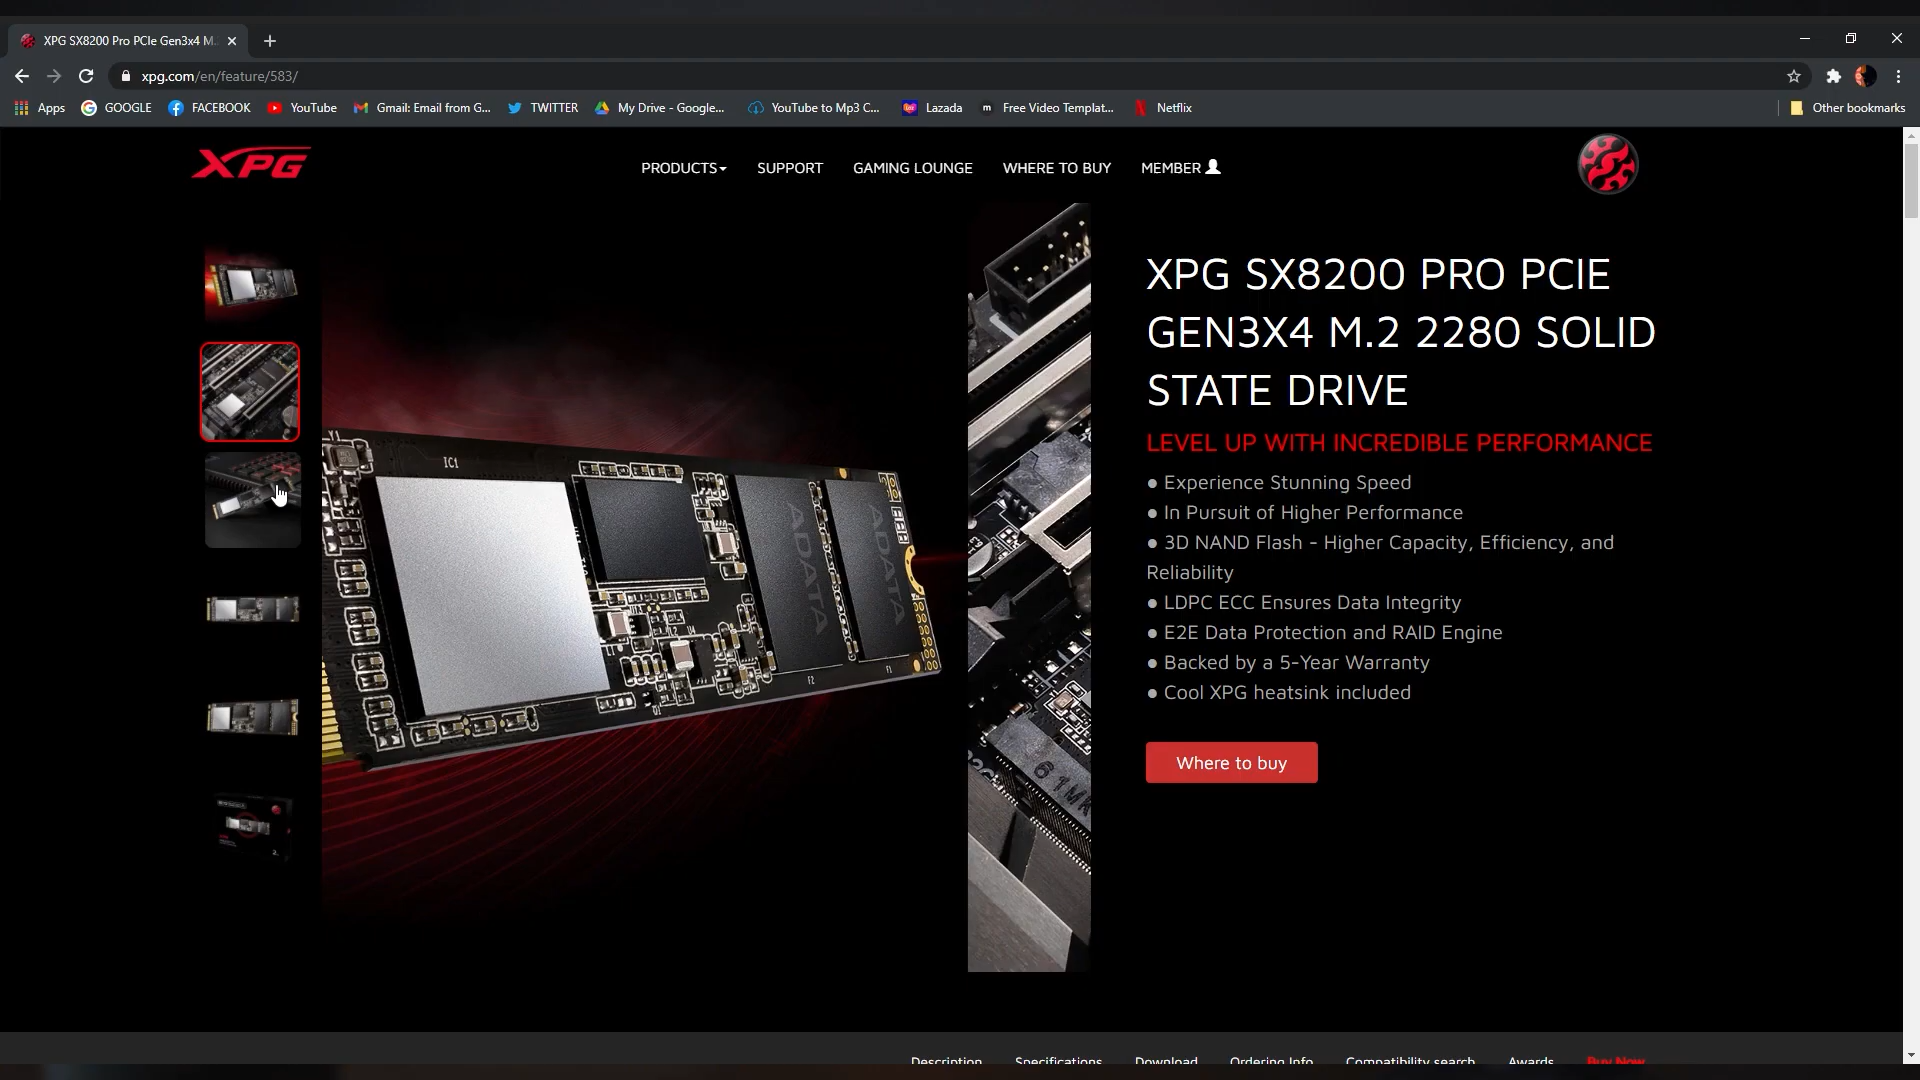 XPG SX8200 Pro PCIe Gen3x4 M.
xpg.com/en/feature/583/
Apps GOOGLE FACEBOOK YouTube Gmail: Email from G... TWITTER My Drive - Google... YouTube to Mp3 C... Lazada Free Video Templat... Netflix Other bookmarks
XPG PRODUCTS SUPPORT GAMING LOUNGE WHERE TO BUY MEMBER
XPG SX8200 PRO PCIE
GEN3X4 M.2 2280 SOLID
STATE DRIVE
LEVEL UP WITH INCREDIBLE PERFORMANCE
● Experience Stunning Speed
● In Pursuit of Higher Performance
● 3D NAND Flash - Higher Capacity, Efficiency, and
Reliability
● LDPC ECC Ensures Data Integrity
● E2E Data Protection and RAID Engine
● Backed by a 5-Year Warranty
● Cool XPG heatsink included
Where to buy
IC1
ADATA
ADATA
F2
F1
Description Specifications Download Ordering Info Compatibility search Awards Buy Now